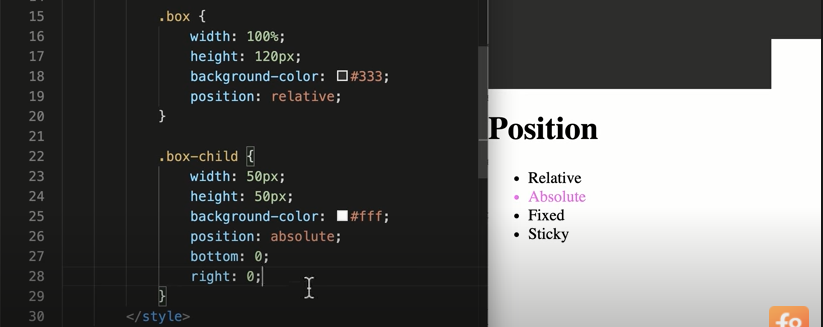 15 .box {
16 width: 100%;
17 height: 120px;
18 background-color: #333;
19 position: relative;
20 }
21
22 .box-child {
23 width: 50px;
24 height: 50px;
25 background-color: #fff;
26 position: absolute;
27 bottom: 0;
28 right: 0;
29 }
30 </style>
Position
• Relative
• Absolute
• Fixed
• Sticky